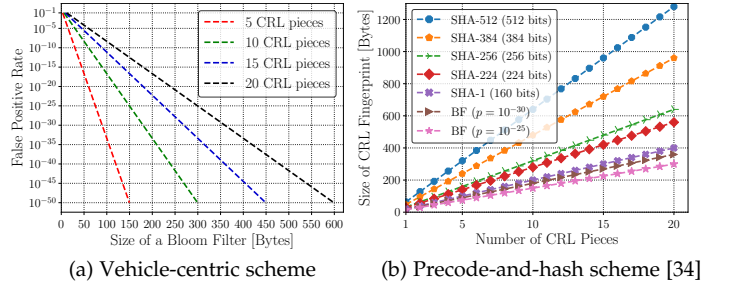 10⁻¹
10⁻⁵
10⁻¹⁰
10⁻¹⁵
10⁻²⁰
10⁻²⁵
10⁻³⁰
10⁻³⁵
10⁻⁴⁰
10⁻⁴⁵
10⁻⁵⁰
False Positive Rate
5 CRL pieces
10 CRL pieces
15 CRL pieces
20 CRL pieces
0 50 100 150 200 250 300 350 400 450 500 550 600
Size of a Bloom Filter [Bytes]
(a) Vehicle-centric scheme
Size of CRL Fingerprint [Bytes]
1200
1000
800
600
400
200
0
SHA-512 (512 bits)
SHA-384 (384 bits)
SHA-256 (256 bits)
SHA-224 (224 bits)
SHA-1 (160 bits)
BF (p = 10⁻³⁰)
BF (p = 10⁻²⁵)
1 5 10 15 20
Number of CRL Pieces
(b) Precode-and-hash scheme [34]